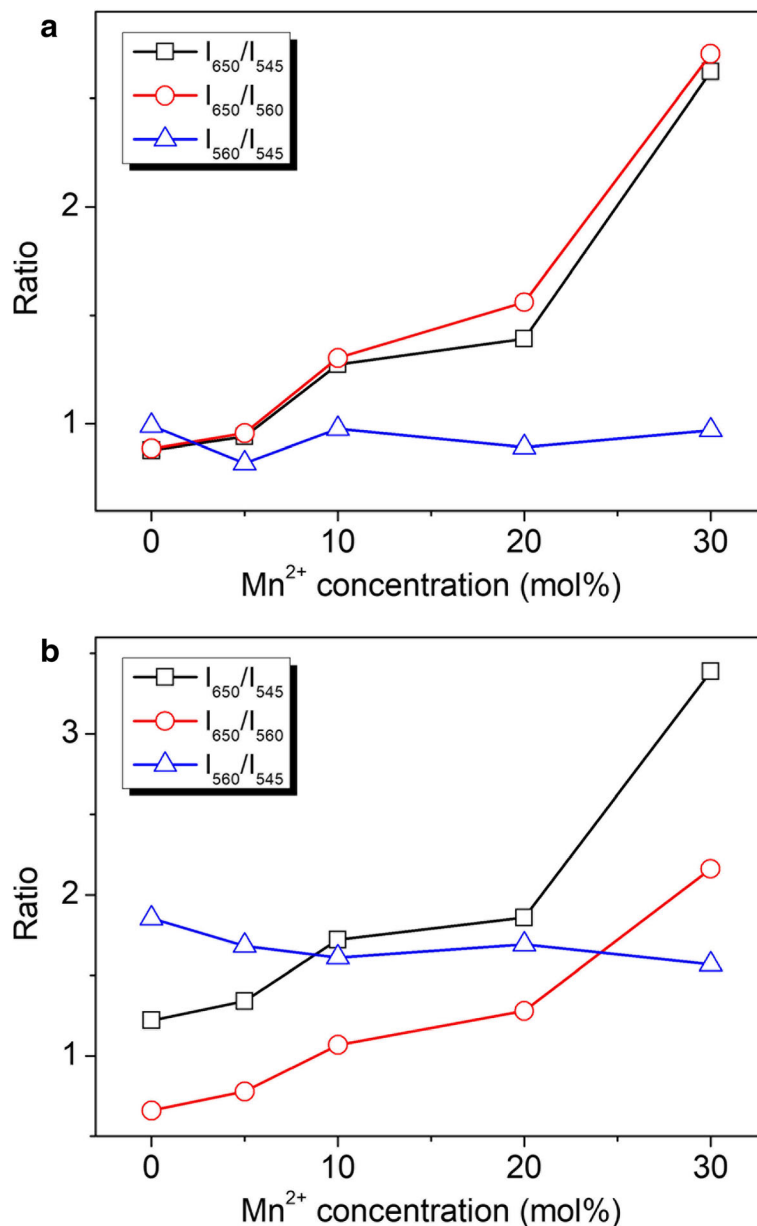 a
I650/I545
I650/I560
I560/I545
2
1
Ratio
0 10 20 30
Mn2+ concentration (mol%)
b
I650/I545
I650/I560
I560/I545
3
2
1
Ratio
0 10 20 30
Mn2+ concentration (mol%)